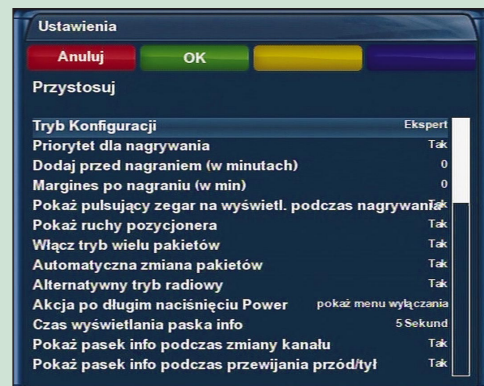 Ustawienia
Anuluj OK
Przystosuj
Tryb Konfiguracji Ekspert
Priorytet dla nagrywania Tak
Dodaj przed nagraniem (w minutach) 0
Margines po nagraniu (w min) 0
Pokaż pulsujący zegar na wyświetl. podczas nagrywania Tak
Pokaż ruchy pozycjonera Tak
Włącz tryb wielu pakietów Tak
Automatyczna zmiana pakietów Tak
Alternatywny tryb radiowy Tak
Akcja po długim naciśnięciu Power pokaż menu wyłączania
Czas wyświetlania paska info 5 Sekund
Pokaż pasek info podczas zmiany kanału Tak
Pokaż pasek info podczas przewijania przód/tył Tak